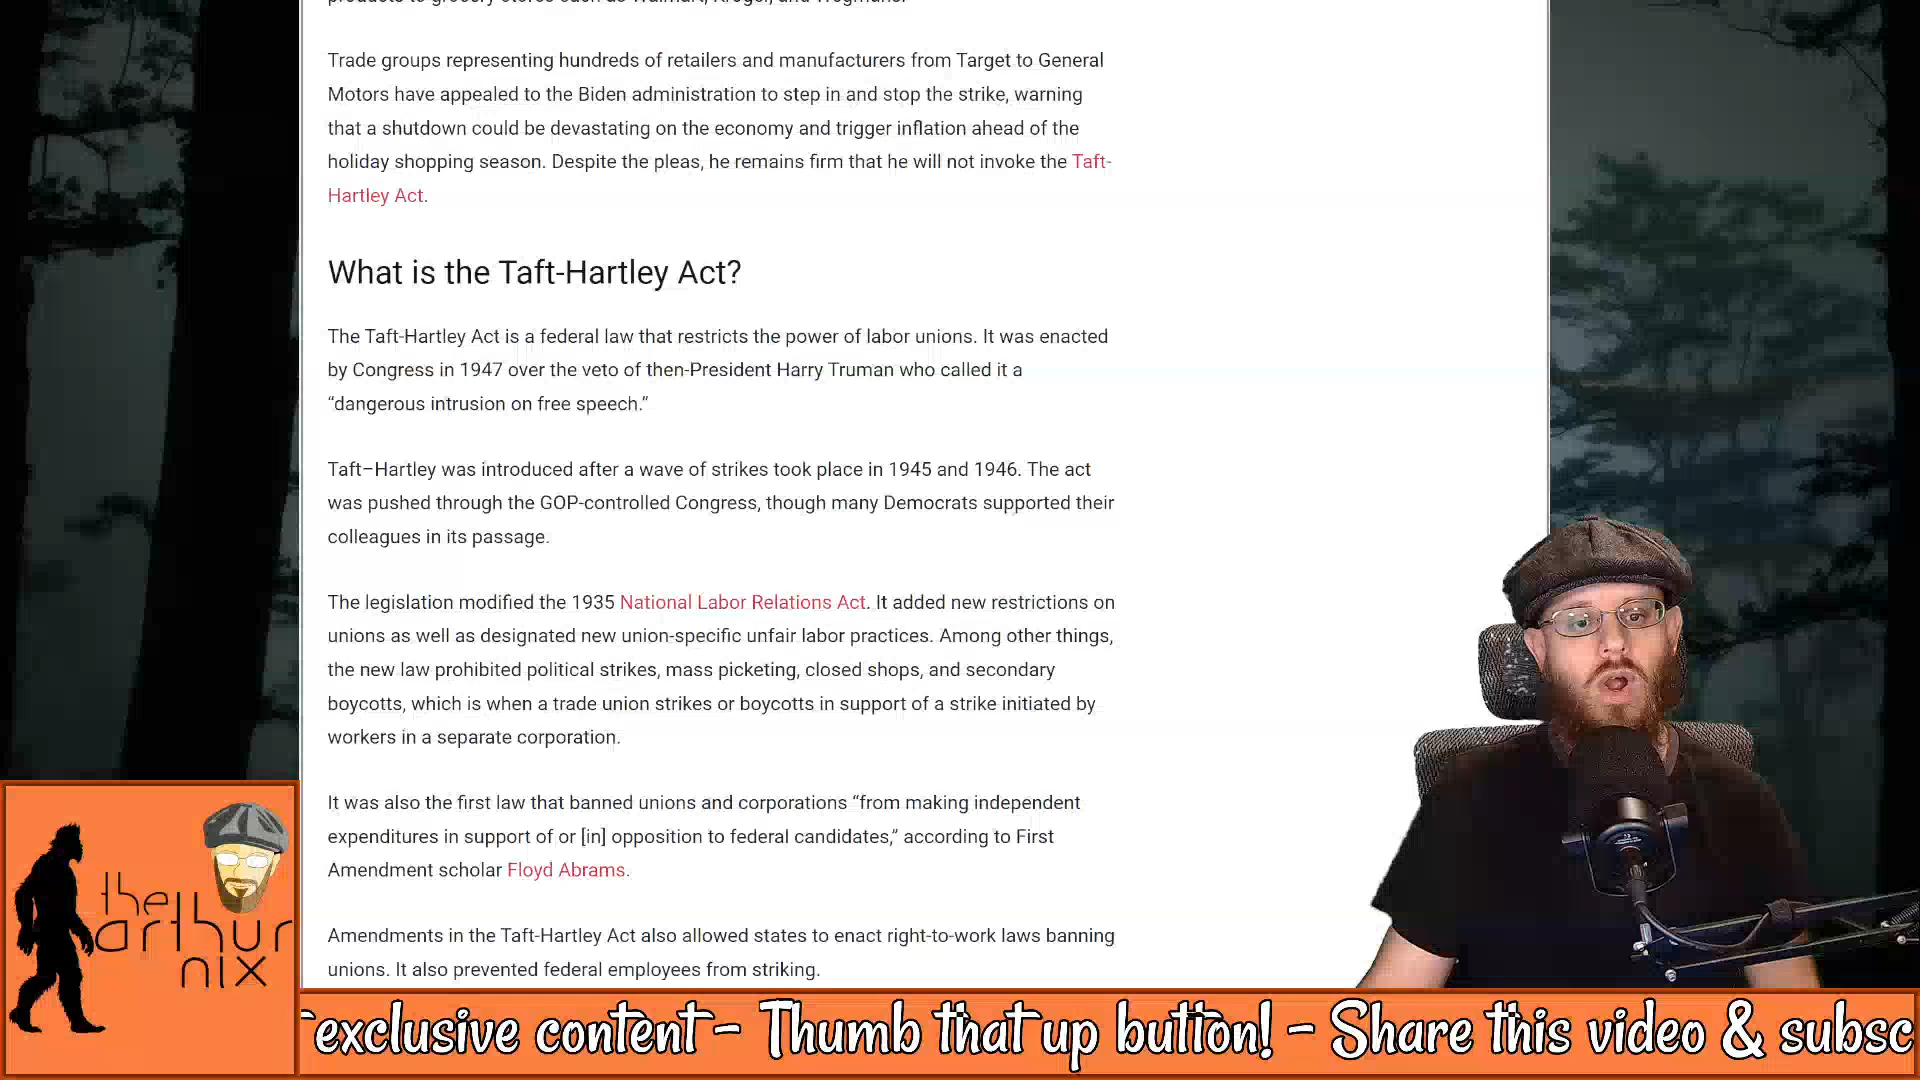 Trade groups representing hundreds of retailers and manufacturers from Target to General
Motors have appealed to the Biden administration to step in and stop the strike, warning
that a shutdown could be devastating on the economy and trigger inflation ahead of the
holiday shopping season. Despite the pleas, he remains firm that he will not invoke the Taft-
Hartley Act.
What is the Taft-Hartley Act?
The Taft-Hartley Act is a federal law that restricts the power of labor unions. It was enacted
by Congress in 1947 over the veto of then-President Harry Truman who called it a
“dangerous intrusion on free speech.”
Taft–Hartley was introduced after a wave of strikes took place in 1945 and 1946. The act
was pushed through the GOP-controlled Congress, though many Democrats supported their
colleagues in its passage.
The legislation modified the 1935 National Labor Relations Act. It added new restrictions on
unions as well as designated new union-specific unfair labor practices. Among other things,
the new law prohibited political strikes, mass picketing, closed shops, and secondary
boycotts, which is when a trade union strikes or boycotts in support of a strike initiated by
workers in a separate corporation.
It was also the first law that banned unions and corporations “from making independent
expenditures in support of or [in] opposition to federal candidates,” according to First
Amendment scholar Floyd Abrams.
Amendments in the Taft-Hartley Act also allowed states to enact right-to-work laws banning
unions. It also prevented federal employees from striking.
the
arthur
nix
exclusive content - Thumb that up button! - Share this video & subsc